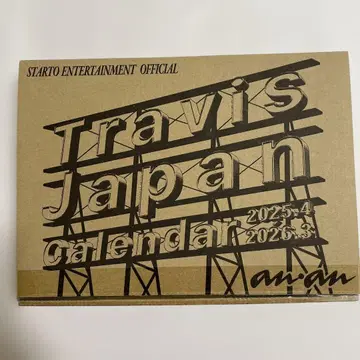 STARTO ENTERTAINMENT OFFICIAL
Travis
Japan
Calendar 2025.4
2026.3
an·an